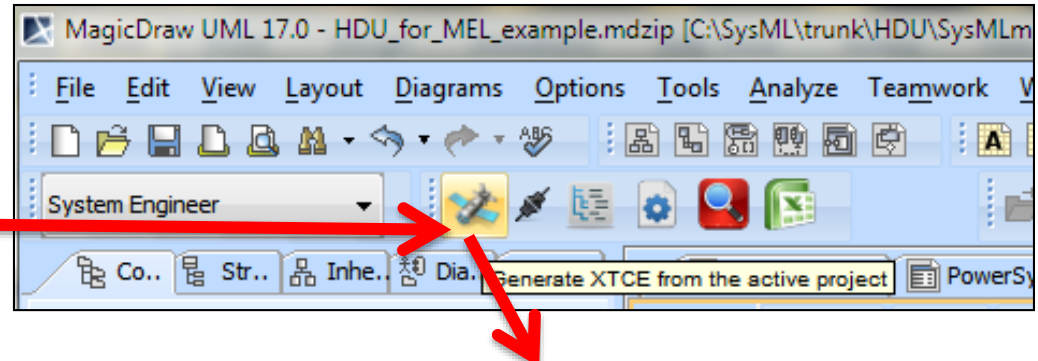 MagicDraw UML 17.0 - HDU_for_MEL_example.mdzip [C:\SysML\trunk\HDU\SysMLm
File Edit View Layout Diagrams Options Tools Analyze Teamwork
ABG
A
System Engineer
Co.. Str.. Inhe.. Dia..
Generate XTCE from the active project
PowerSy